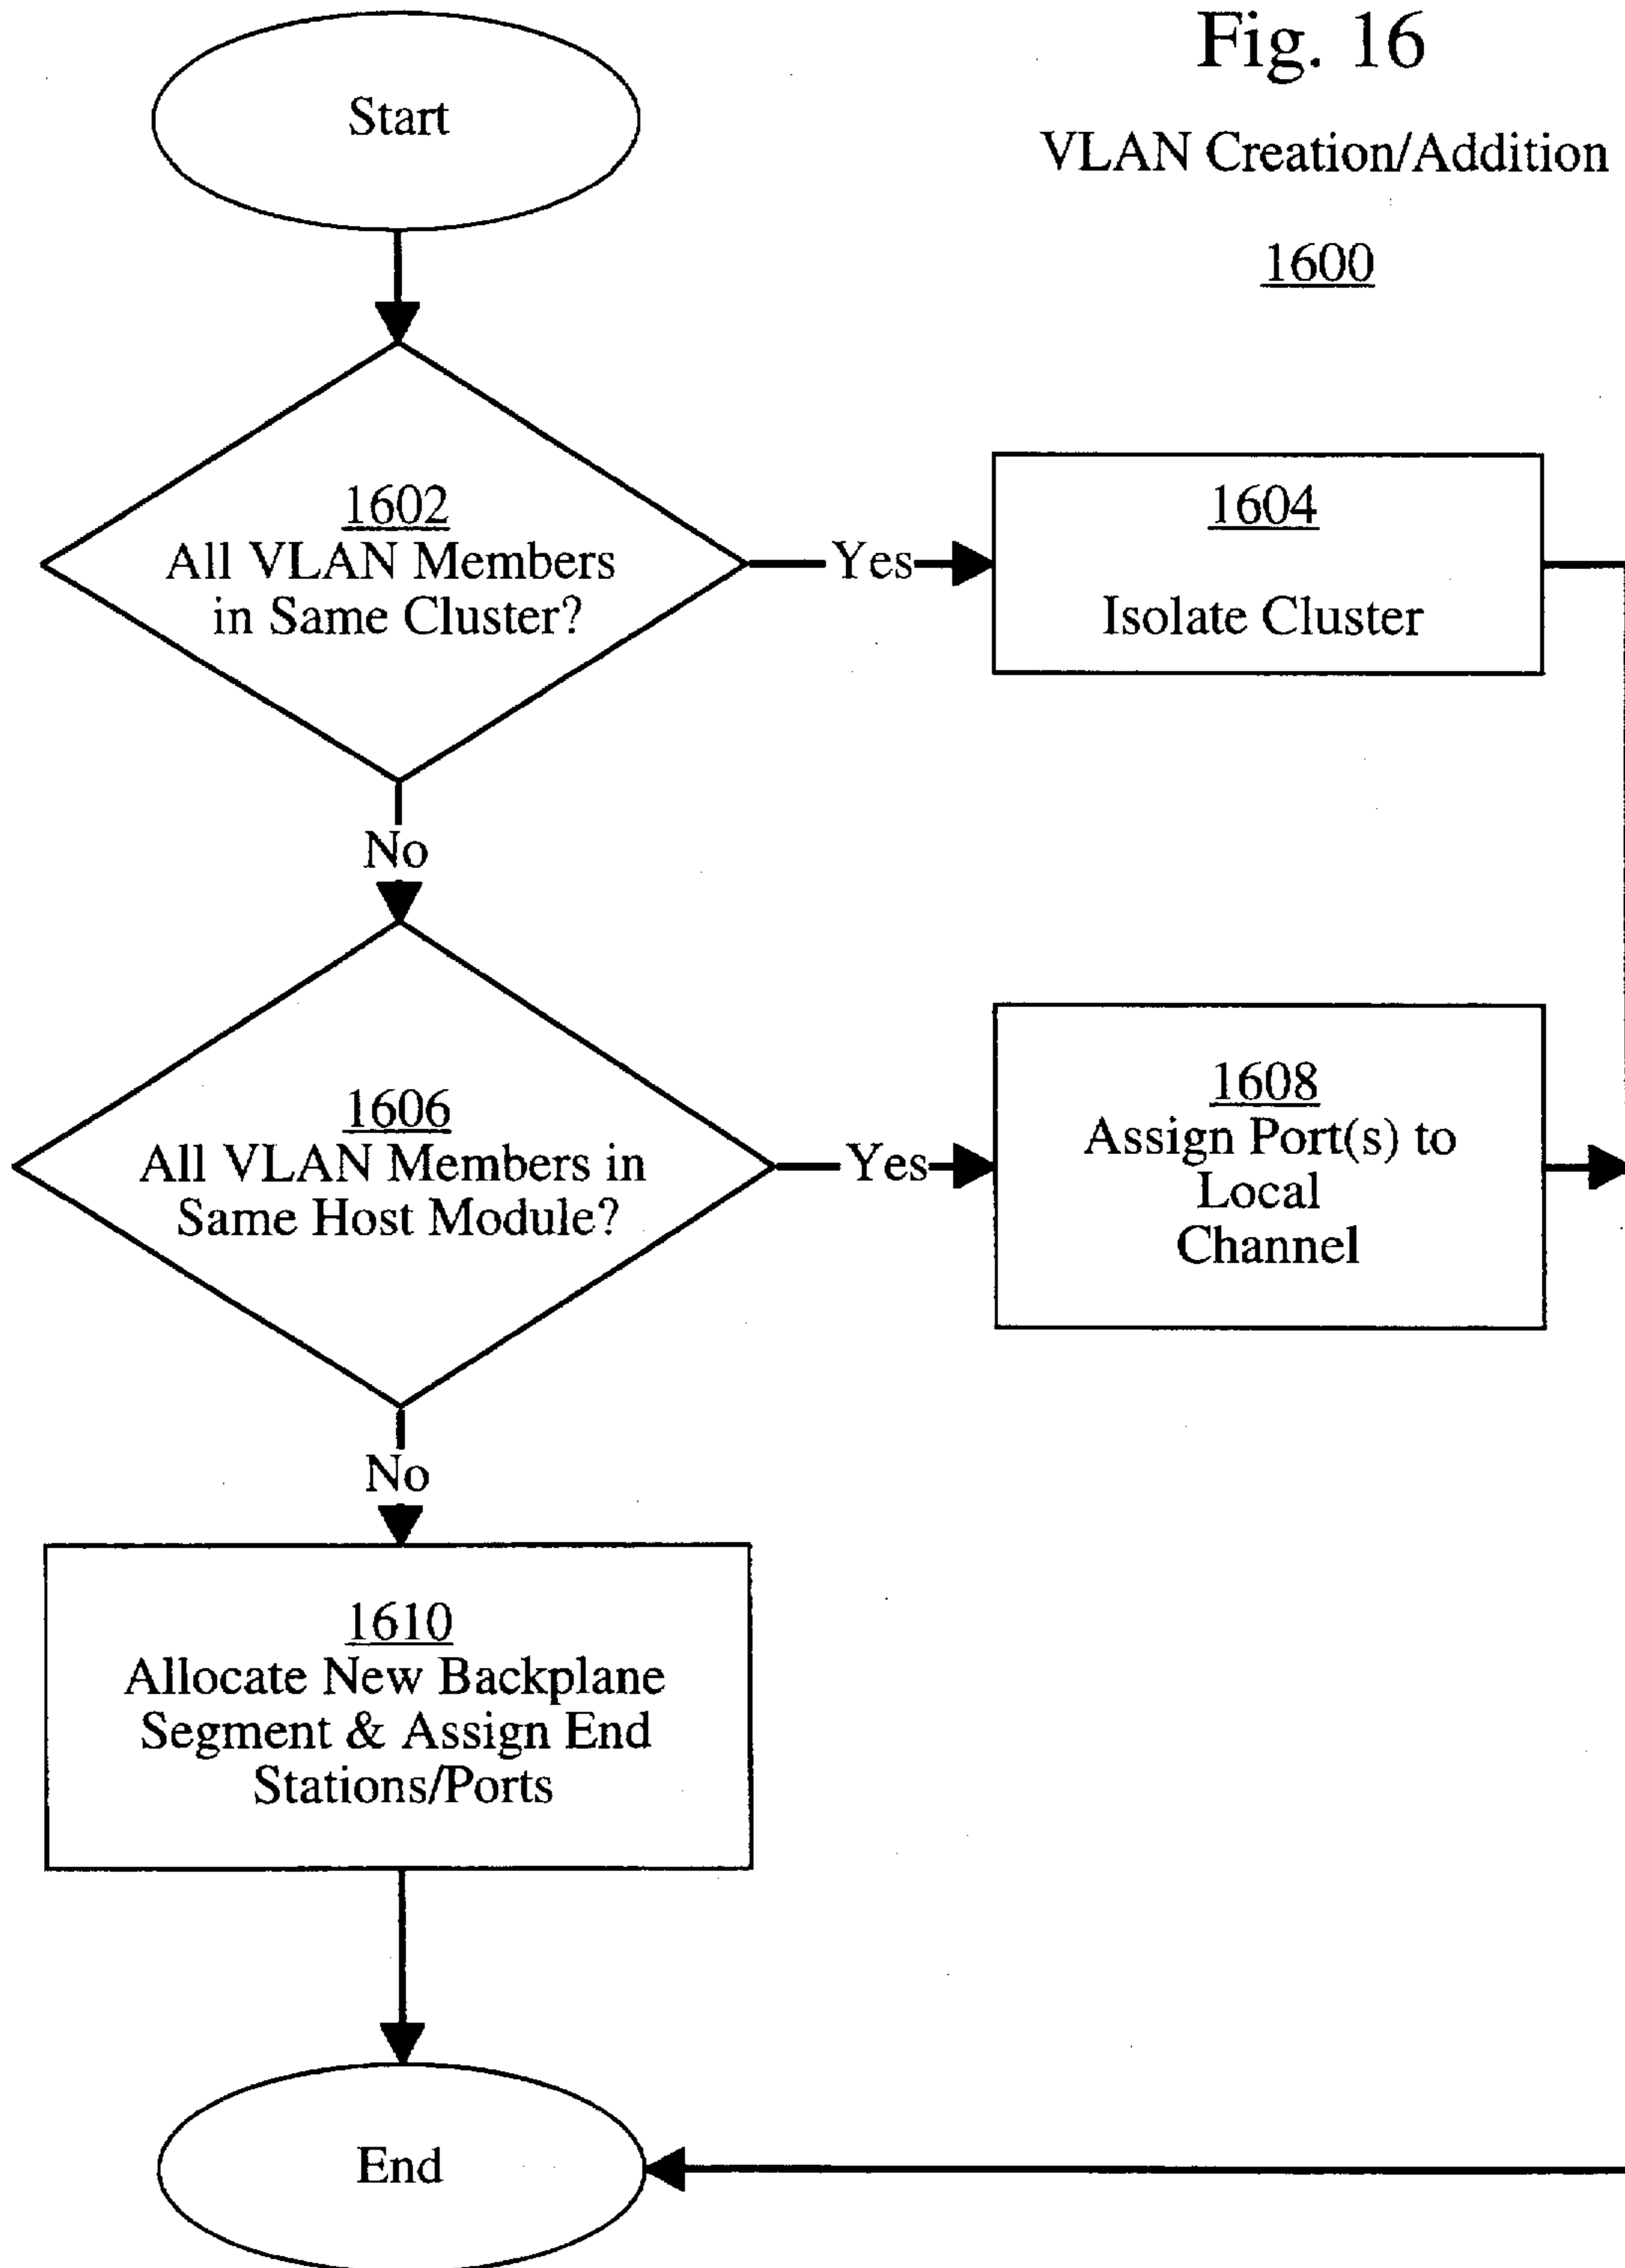 Fig. 16
VLAN Creation/Addition
1600
Start
1602
All VLAN Members
in Same Cluster?
Yes
1604
Isolate Cluster
No
1606
All VLAN Members in
Same Host Module?
Yes
1608
Assign Port(s) to
Local
Channel
No
1610
Allocate New Backplane
Segment & Assign End
Stations/Ports
End